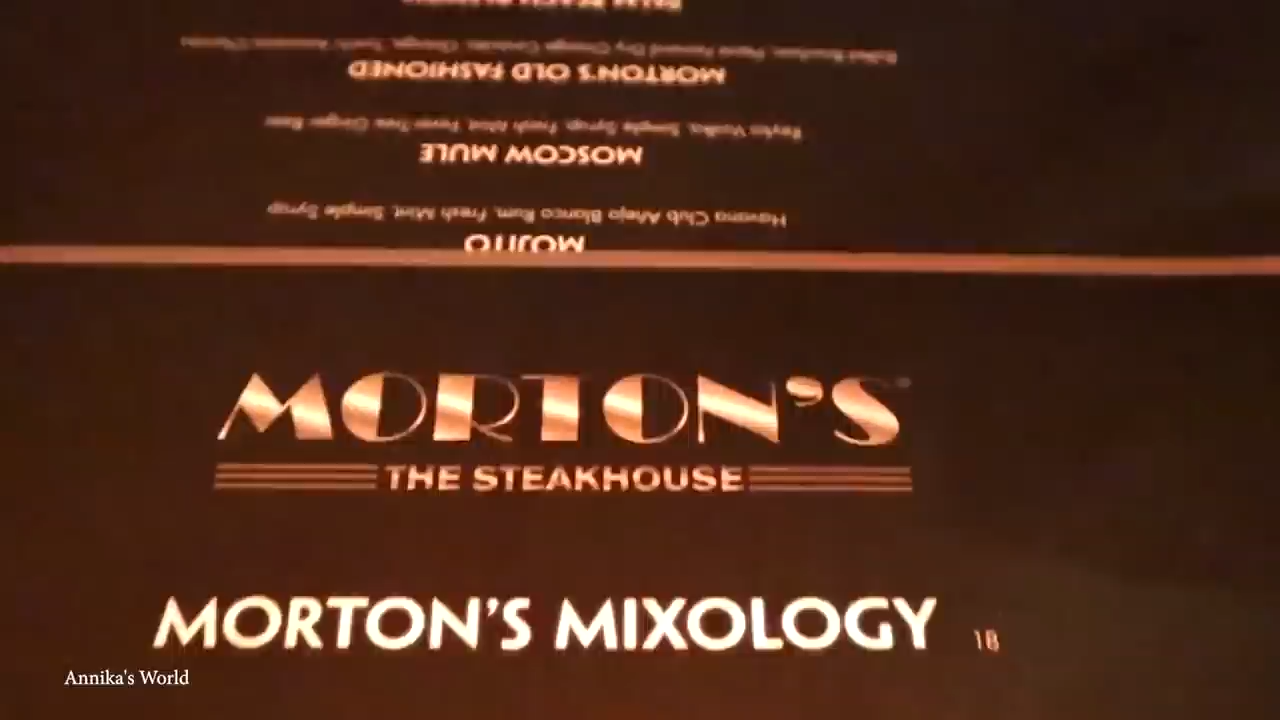 MOJITO
Havana Club Añejo Blanco Rum, Fresh Mint, Simple Syrup
MOSCOW MULE
Vodka, Simple Syrup, Fresh Mint, Fever Tree Ginger Beer
MORTON'S OLD FASHIONED
MORTON'S
THE STEAKHOUSE
MORTON'S MIXOLOGY 18
Annika's World